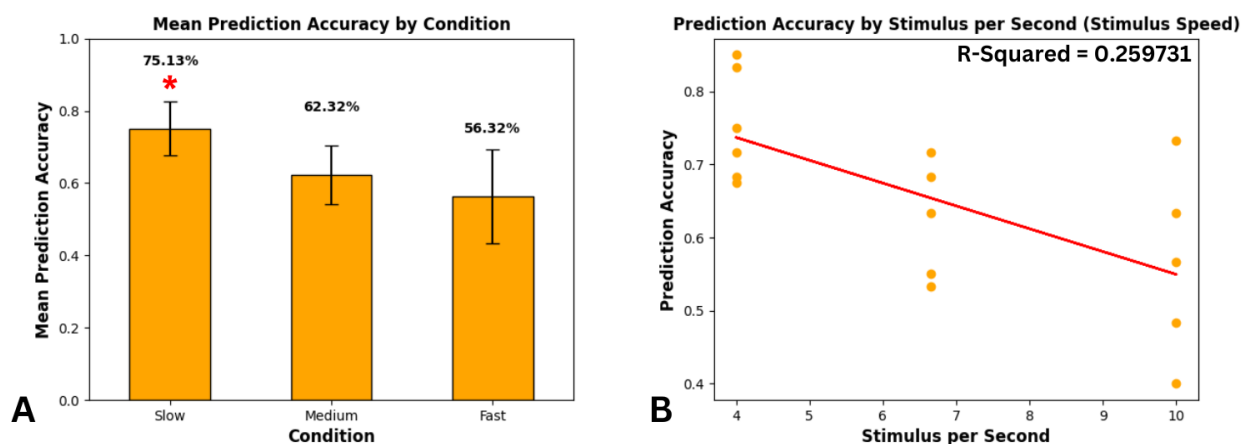 Mean Prediction Accuracy by Condition
Mean Prediction Accuracy
1.0
0.8
0.6
0.4
0.2
0.0
75.13%
*
62.32%
56.32%
Slow Medium Fast
Condition
A
Prediction Accuracy by Stimulus per Second (Stimulus Speed)
R-Squared = 0.259731
Prediction Accuracy
0.8
0.7
0.6
0.5
0.4
4 5 6 7 8 9 10
Stimulus per Second
B